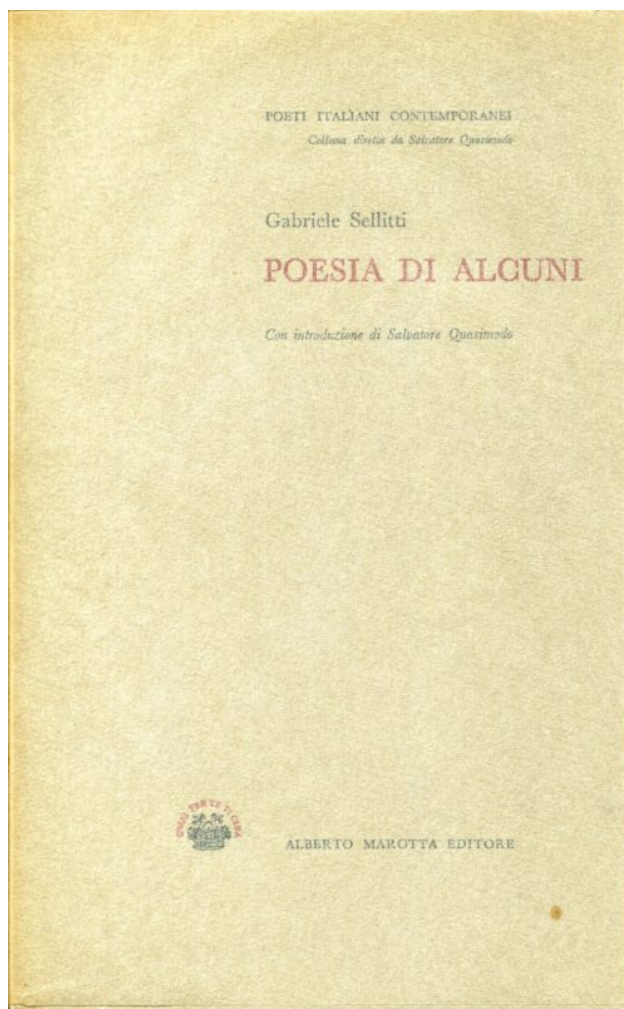 POETI ITALIANI CONTEMPORANEI
Collana diretta da Salvatore Quasimodo
Gabriele Sellitti
POESIA DI ALCUNI
Con introduzione di Salvatore Quasimodo
ALBERTO MAROTTA EDITORE